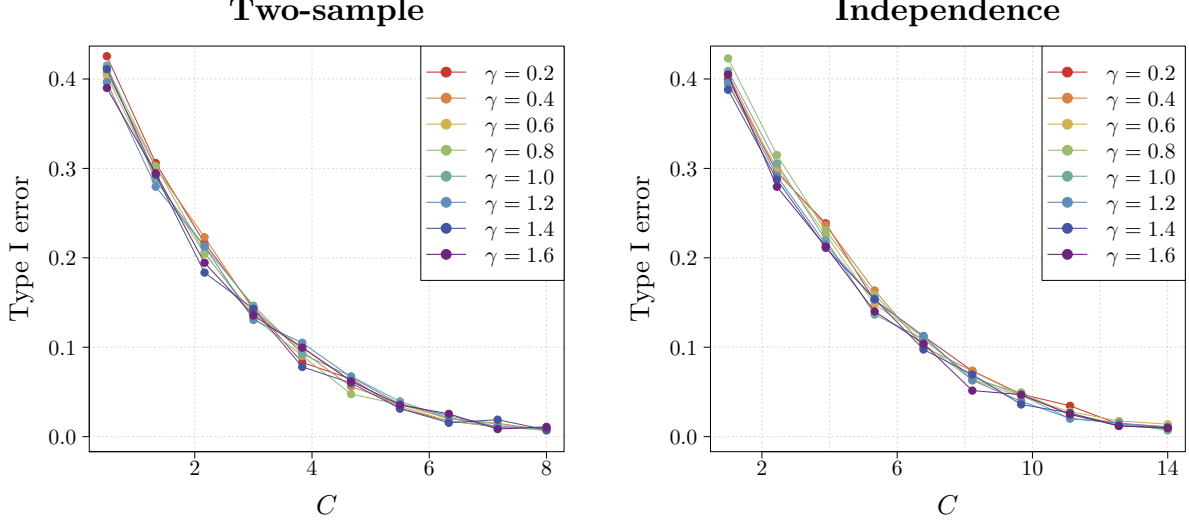 Two-sample
Type I error
0.4
0.3
0.2
0.1
0.0
γ = 0.2
γ = 0.4
γ = 0.6
γ = 0.8
γ = 1.0
γ = 1.2
γ = 1.4
γ = 1.6
2 4 6 8
C
Independence
Type I error
0.4
0.3
0.2
0.1
0.0
γ = 0.2
γ = 0.4
γ = 0.6
γ = 0.8
γ = 1.0
γ = 1.2
γ = 1.4
γ = 1.6
2 6 10 14
C